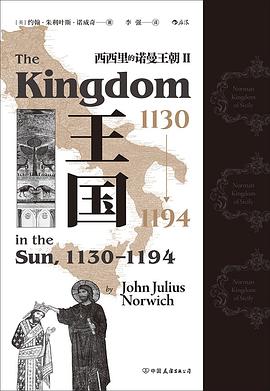 [英] 约翰·朱利叶斯·诺威奇 著 李强 译 后浪
西西里的诺曼王朝 II
The
Kingdom
王国
1130
1194
in the
Sun, 1130–1194
by John Julius
Norwich
Norman
Kingdom
of Sicily
Norman
Kingdom
of Sicily
Norman
Kingdom
of Sicily
中国友谊出版公司